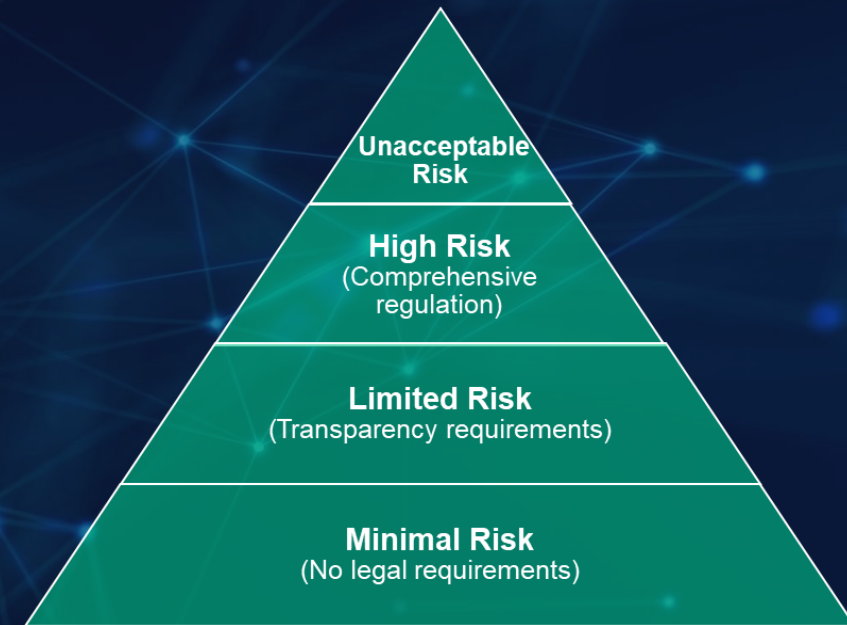 Unacceptable
Risk
High Risk
(Comprehensive
regulation)
Limited Risk
(Transparency requirements)
Minimal Risk
(No legal requirements)